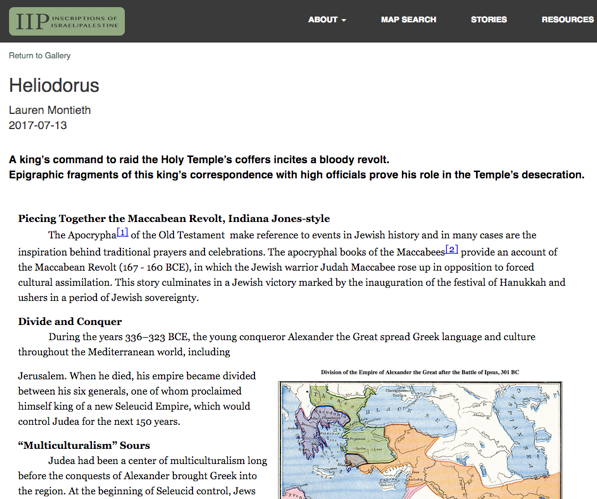 IIP INSCRIPTIONS OF
ISRAEL/PALESTINE
ABOUT MAP SEARCH STORIES RESOURCES
Return to Gallery
Heliodorus
Lauren Montieth
2017-07-13
A king's command to raid the Holy Temple's coffers incites a bloody revolt.
Epigraphic fragments of this king's correspondence with high officials prove his role in the Temple's desecration.
Piecing Together the Maccabean Revolt, Indiana Jones-style
The Apocrypha[1] of the Old Testament make reference to events in Jewish history and in many cases are the
inspiration behind traditional prayers and celebrations. The apocryphal books of the Maccabees[2] provide an account of
the Maccabean Revolt (167 - 160 BCE), in which the Jewish warrior Judah Maccabee rose up in opposition to forced
cultural assimilation. This story culminates in a Jewish victory marked by the inauguration of the festival of Hanukkah and
ushers in a period of Jewish sovereignty.
Divide and Conquer
During the years 336–323 BCE, the young conqueror Alexander the Great spread Greek language and culture
throughout the Mediterranean world, including
Jerusalem. When he died, his empire became divided
between his six generals, one of whom proclaimed
himself king of a new Seleucid Empire, which would
control Judea for the next 150 years.
"Multiculturalism" Sours
Judea had been a center of multiculturalism long
before the conquests of Alexander brought Greek into
the region. At the beginning of Seleucid control, Jews
Division of the Empire of Alexander the Great after the Battle of Ipsus, 301 BC
BLACK SEA